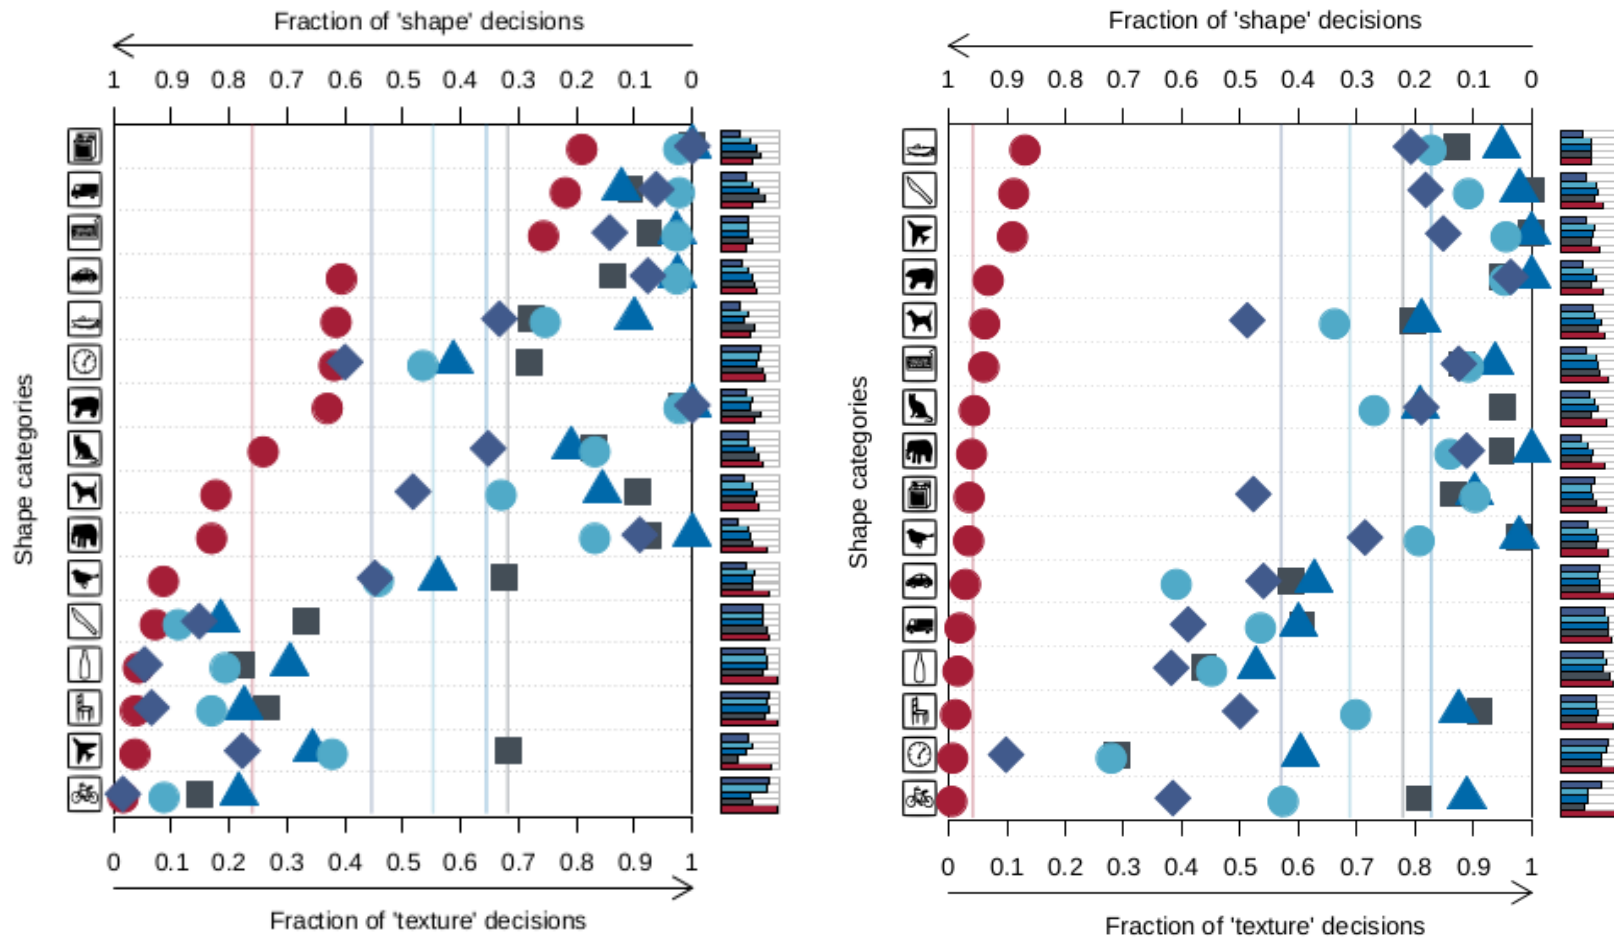 Fraction of 'shape' decisions
1 0.9 0.8 0.7 0.6 0.5 0.4 0.3 0.2 0.1 0
Shape categories
0 0.1 0.2 0.3 0.4 0.5 0.6 0.7 0.8 0.9 1
Fraction of 'texture' decisions
Fraction of 'shape' decisions
1 0.9 0.8 0.7 0.6 0.5 0.4 0.3 0.2 0.1 0
Shape categories
0 0.1 0.2 0.3 0.4 0.5 0.6 0.7 0.8 0.9 1
Fraction of 'texture' decisions